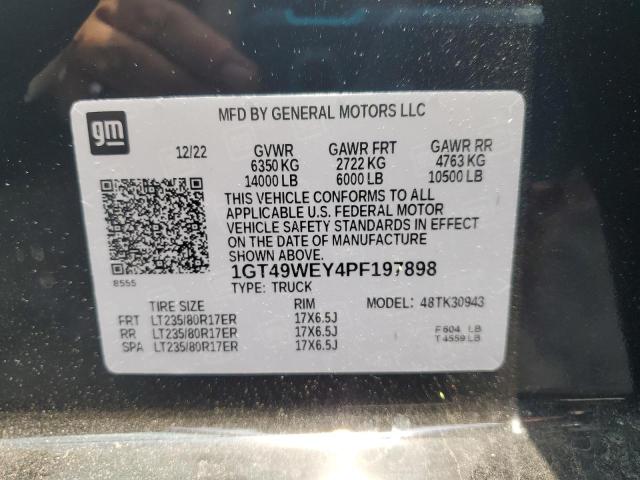 MFD BY GENERAL MOTORS LLC
gm
12/22 GVWR GAWR FRT GAWR RR
6350 KG 2722 KG 4763 KG
14000 LB 6000 LB 10500 LB
THIS VEHICLE CONFORMS TO ALL
APPLICABLE U.S. FEDERAL MOTOR
VEHICLE SAFETY STANDARDS IN EFFECT
ON THE DATE OF MANUFACTURE
SHOWN ABOVE.
8555
1GT49WEY4PF197898
TYPE: TRUCK
TIRE SIZE RIM MODEL: 48TK30943
FRT LT235/80R17ER 17X6.5J F 604 LB
RR LT235/80R17ER 17X6.5J T 4559 LB
SPA LT235/80R17ER 17X6.5J